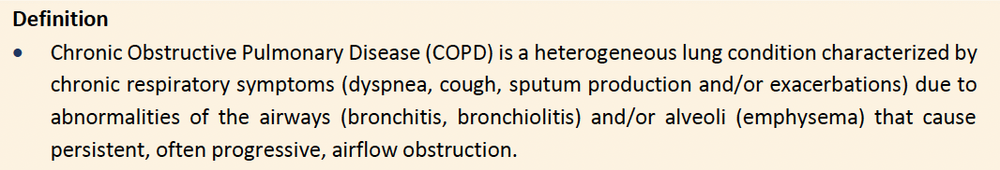 Definition
• Chronic Obstructive Pulmonary Disease (COPD) is a heterogeneous lung condition characterized by
chronic respiratory symptoms (dyspnea, cough, sputum production and/or exacerbations) due to
abnormalities of the airways (bronchitis, bronchiolitis) and/or alveoli (emphysema) that cause
persistent, often progressive, airflow obstruction.